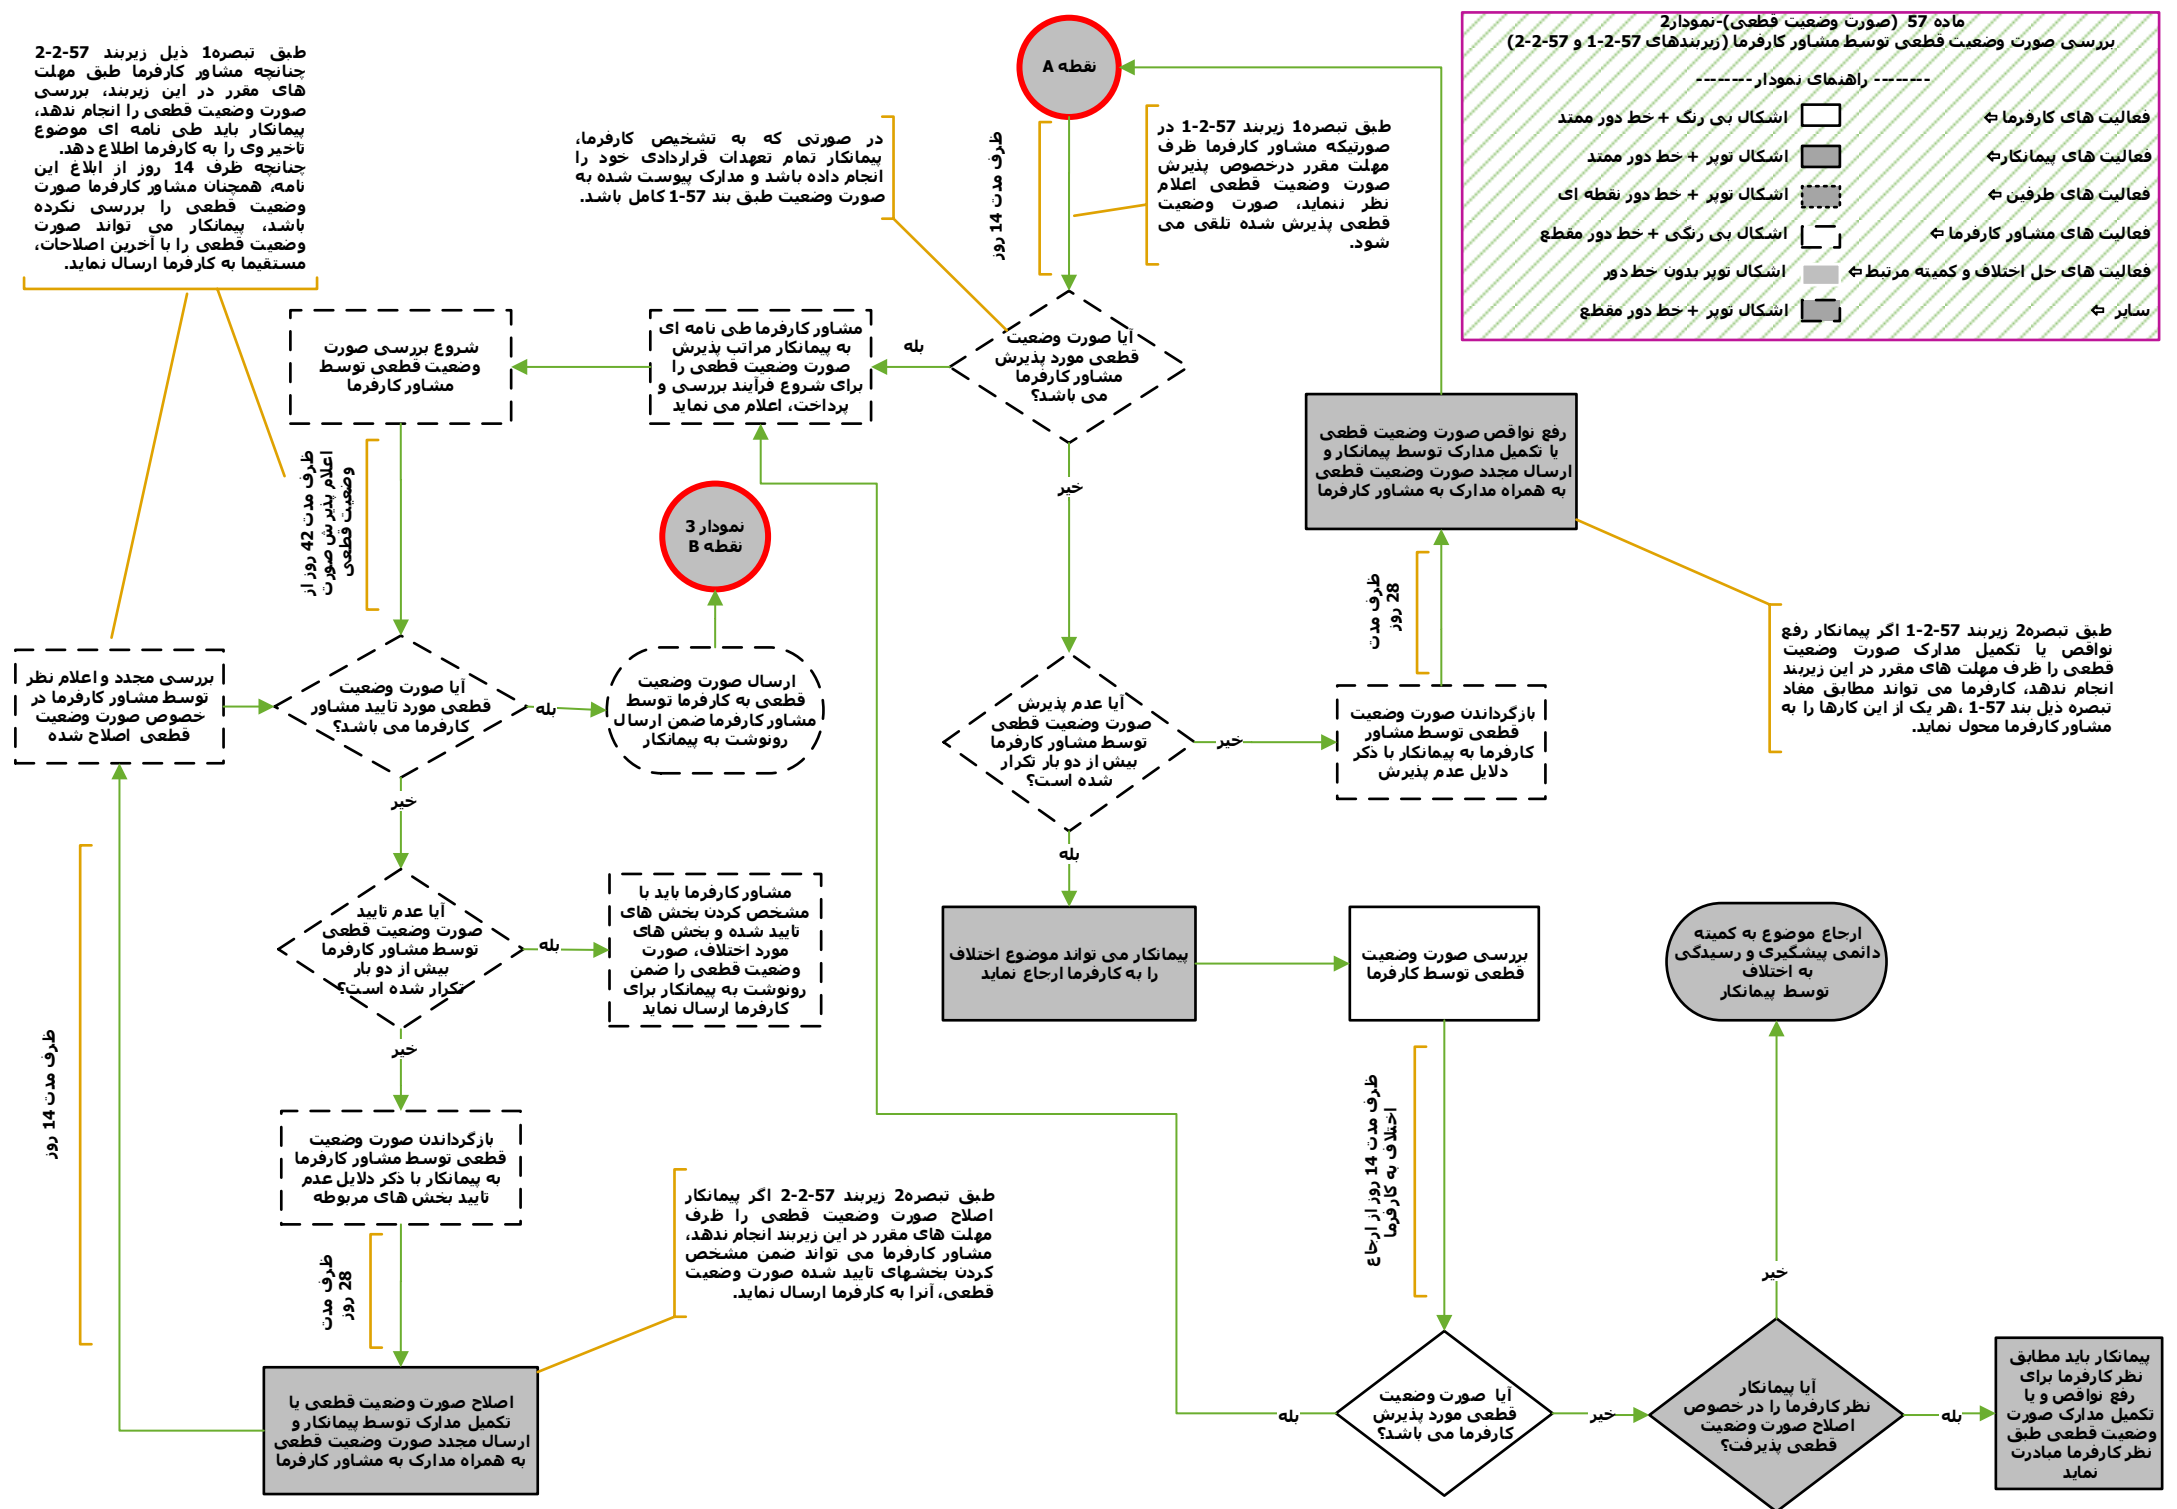 ماده 57 (صورت وضعیت قطعی)-نمودار2
بررسی صورت وضعیت قطعی توسط مشاور کارفرما (زیربندهای 57-2-1 و 57-2-2)
-------- راهنمای نمودار --------
فعالیت های کارفرما ⇦ اشکال بی رنگ + خط دور ممتد
فعالیت های پیمانکار⇦ اشکال توپر + خط دور ممتد
فعالیت های طرفین ⇦ اشکال توپر + خط دور نقطه ای
فعالیت های مشاور کارفرما ⇦ اشکال بی رنگی + خط دور مقطع
فعالیت های حل اختلاف و کمیته مرتبط ⇦ اشکال توپر بدون خط دور
سایر ⇦ اشکال توپر + خط دور مقطع
نقطه A
ظرف مدت 14 روز
طبق تبصره1 زیربند 57-2-1 در
صورتیکه مشاور کارفرما ظرف
مهلت مقرر درخصوص پذیرش
صورت وضعیت قطعی اعلام
نظر ننماید، صورت وضعیت
قطعی پذیرش شده تلقی می
شود.
در صورتی که به تشخیص کارفرما،
پیمانکار تمام تعهدات قراردادی خود را
انجام داده باشد و مدارک پیوست شده به
صورت وضعیت طبق بند 57-1 کامل باشد.
طبق تبصره1 ذیل زیربند 57-2-2
چنانچه مشاور کارفرما طبق مهلت
های مقرر در این زیربند، بررسی
صورت وضعیت قطعی را انجام ندهد،
پیمانکار باید طی نامه ای موضوع
تاخیر وی را به کارفرما اطلاع دهد.
چنانچه ظرف 14 روز از ابلاغ این
نامه، همچنان مشاور کارفرما صورت
وضعیت قطعی را بررسی نکرده
باشد، پیمانکار می تواند صورت
وضعیت قطعی را با آخرین اصلاحات،
مستقیما به کارفرما ارسال نماید.
آیا صورت وضعیت
قطعی مورد پذیرش
مشاور کارفرما
می باشد؟
بله
خیر
مشاور کارفرما طی نامه ای
به پیمانکار مراتب پذیرش
صورت وضعیت قطعی را
برای شروع فرآیند بررسی و
پرداخت، اعلام می نماید
شروع بررسی صورت
وضعیت قطعی توسط
مشاور کارفرما
ظرف مدت 42 روز از
اعلام پذیرش صورت
وضعیت قطعی
رفع نواقص صورت وضعیت قطعی
یا تکمیل مدارک توسط پیمانکار و
ارسال مجدد صورت وضعیت قطعی
به همراه مدارک به مشاور کارفرما
نمودار 3
نقطه B
ظرف مدت
28 روز
طبق تبصره2 زیربند 57-2-1 اگر پیمانکار رفع
نواقص یا تکمیل مدارک صورت وضعیت
قطعی را ظرف مهلت های مقرر در این زیربند
انجام ندهد، کارفرما می تواند مطابق مفاد
تبصره ذیل بند 57-1 ،هر یک از این کارها را به
مشاور کارفرما محول نماید.
آیا عدم پذیرش
صورت وضعیت قطعی
توسط مشاور کارفرما
بیش از دو بار تکرار
شده است؟
خیر
بله
بازگرداندن صورت وضعیت
قطعی توسط مشاور
کارفرما به پیمانکار با ذکر
دلایل عدم پذیرش
ارسال صورت وضعیت
قطعی به کارفرما توسط
مشاور کارفرما ضمن ارسال
رونوشت به پیمانکار
آیا صورت وضعیت
قطعی مورد تایید مشاور
کارفرما می باشد؟
بله
خیر
بررسی مجدد و اعلام نظر
توسط مشاور کارفرما در
خصوص صورت وضعیت
قطعی اصلاح شده
آیا عدم تایید
صورت وضعیت قطعی
توسط مشاور کارفرما
بیش از دو بار
تکرار شده است؟
بله
خیر
مشاور کارفرما باید با
مشخص کردن بخش های
تایید شده و بخش های
مورد اختلاف، صورت
وضعیت قطعی را ضمن
رونوشت به پیمانکار برای
کارفرما ارسال نماید
پیمانکار می تواند موضوع اختلاف
را به کارفرما ارجاع نماید
بررسی صورت وضعیت
قطعی توسط کارفرما
ارجاع موضوع به کمیته
دائمی پیشگیری و رسیدگی
به اختلاف
توسط پیمانکار
ظرف مدت 14 روز
بازگرداندن صورت وضعیت
قطعی توسط مشاور کارفرما
به پیمانکار با ذکر دلایل عدم
تایید بخش های مربوطه
ظرف مدت
28 روز
طبق تبصره2 زیربند 57-2-2 اگر پیمانکار
اصلاح صورت وضعیت قطعی را ظرف
مهلت های مقرر در این زیربند انجام ندهد،
مشاور کارفرما می تواند ضمن مشخص
کردن بخشهای تایید شده صورت وضعیت
قطعی، آنرا به کارفرما ارسال نماید.
ظرف مدت 14 روز از ارجاع
اختلاف به کارفرما
اصلاح صورت وضعیت قطعی یا
تکمیل مدارک توسط پیمانکار و
ارسال مجدد صورت وضعیت قطعی
به همراه مدارک به مشاور کارفرما
آیا صورت وضعیت
قطعی مورد پذیرش
کارفرما می باشد؟
بله
خیر
آیا پیمانکار
نظر کارفرما را در خصوص
اصلاح صورت وضعیت
قطعی پذیرفت؟
خیر
بله
پیمانکار باید مطابق
نظر کارفرما برای
رفع نواقص و یا
تکمیل مدارک صورت
وضعیت قطعی طبق
نظر کارفرما مبادرت
نماید